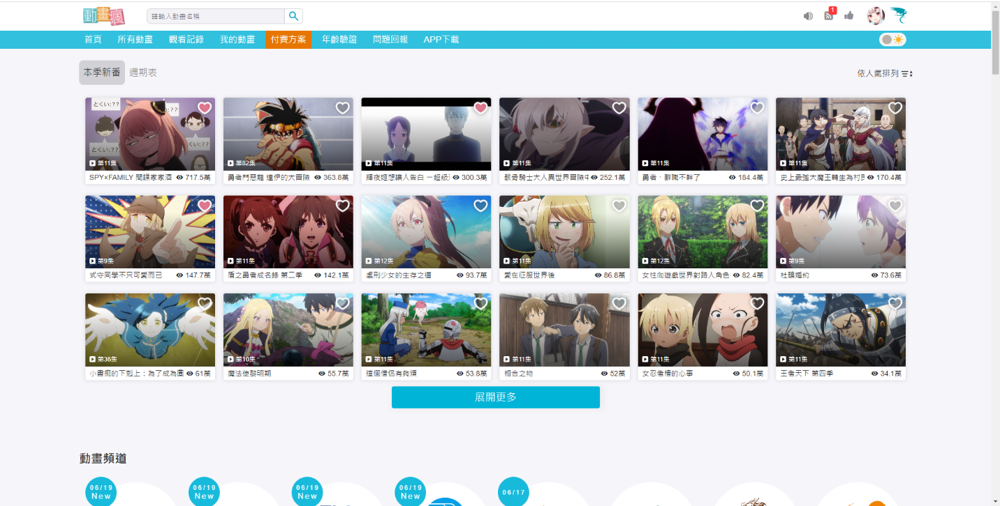 動畫瘋
請輸入動畫名稱
1
首頁 所有動畫 觀看記錄 我的動畫 付費方案 年齡驗證 問題回報 APP下載
本季新番 週期表
依人氣排列
とくい:??
い:??
とくい:??
くい:??
第11集
第82集
第11集
第11集
第11集
第11集
SPY×FAMILY 間諜家家酒 717.5萬
勇者鬥惡龍 達伊的大冒險 363.8萬
輝夜姬想讓人告白 ー超級 300.3萬
骸骨騎士大人異世界冒險中 252.1萬
勇者，辭職不幹了 184.4萬
史上最強大魔王轉生為村民 170.4萬
第9集
第11集
第12集
第11集
第12集
第9集
式守同學不只可愛而已 147.7萬
盾之勇者成名錄 第二季 142.1萬
處刑少女的生存之道 93.7萬
愛在征服世界後 86.8萬
女性向遊戲世界對路人角色 82.4萬
杜鵑婚約 73.6萬
第36集
第10集
第11集
第11集
第11集
第11集
小書痴的下剋上：為了成為圖 61萬
魔法使黎明期 55.7萬
這個僧侶有夠煩 53.8萬
相合之物 52萬
女忍者椿的心事 50.1萬
王者天下 第四季 34.1萬
展開更多
動畫頻道
06/19 New
06/19 New
06/19 New
06/19 New
06/17